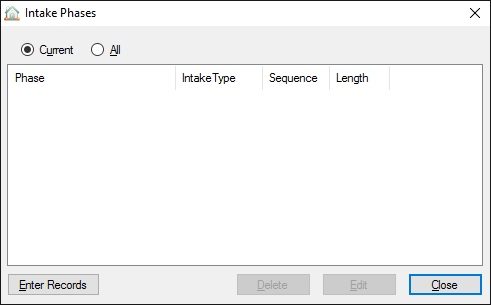 Intake Phases
Current All
Phase IntakeType Sequence Length
Enter Records Delete Edit Close